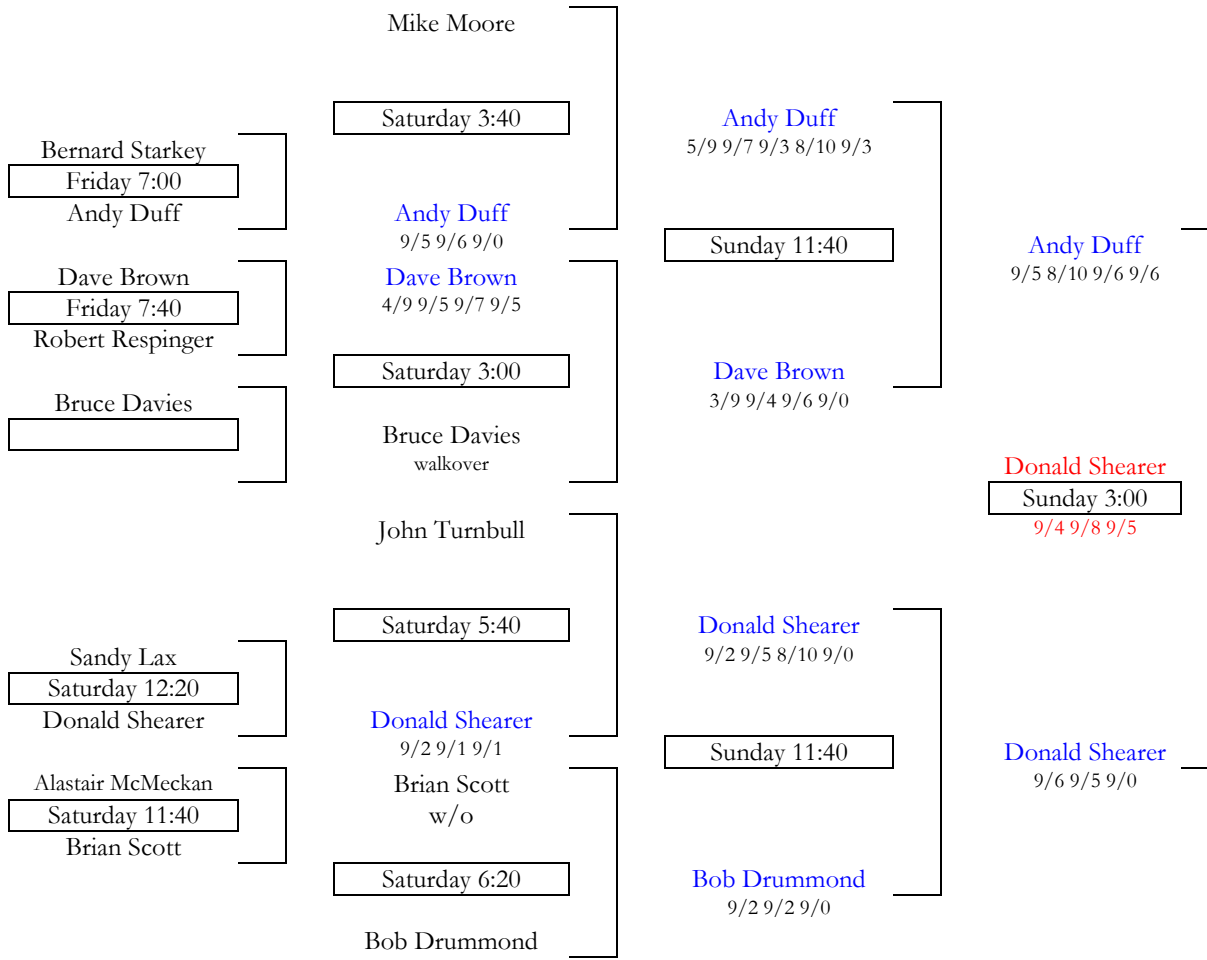 Mike Moore
Saturday 3:40
Andy Duff
5/9 9/7 9/3 8/10 9/3
Bernard Starkey
Friday 7:00
Andy Duff
Andy Duff
9/5 9/6 9/0
Sunday 11:40
Andy Duff
9/5 8/10 9/6 9/6
Dave Brown
Friday 7:40
Robert Respinger
Dave Brown
4/9 9/5 9/7 9/5
Saturday 3:00
Dave Brown
3/9 9/4 9/6 9/0
Bruce Davies
Bruce Davies
walkover
Donald Shearer
Sunday 3:00
9/4 9/8 9/5
John Turnbull
Saturday 5:40
Donald Shearer
9/2 9/5 8/10 9/0
Sandy Lax
Saturday 12:20
Donald Shearer
Donald Shearer
9/2 9/1 9/1
Sunday 11:40
Donald Shearer
9/6 9/5 9/0
Alastair McMeckan
Saturday 11:40
Brian Scott
Brian Scott
w/o
Saturday 6:20
Bob Drummond
9/2 9/2 9/0
Bob Drummond